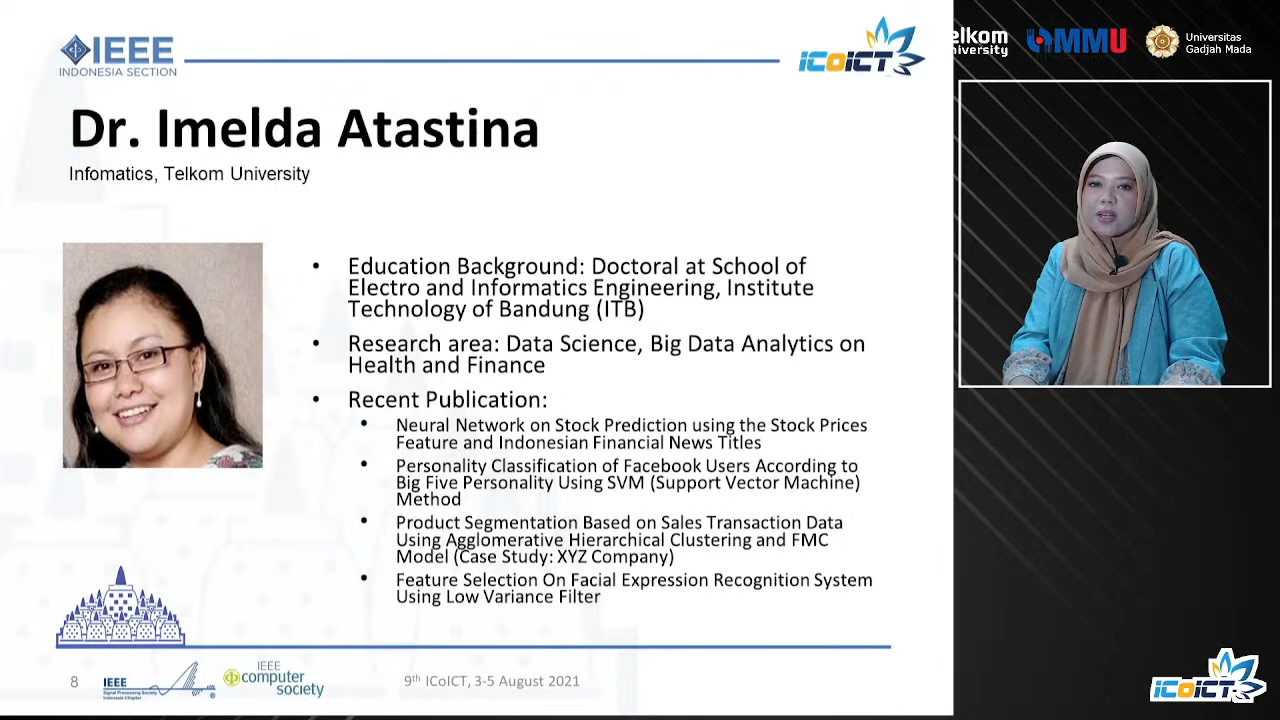 IEEE
INDONESIA SECTION
ICoICT
elkom
niversity
MMU
Universitas
Gadjah Mada
Dr. Imelda Atastina
Infomatics, Telkom University
• Education Background: Doctoral at School of
Electro and Informatics Engineering, Institute
Technology of Bandung (ITB)
• Research area: Data Science, Big Data Analytics on
Health and Finance
• Recent Publication:
• Neural Network on Stock Prediction using the Stock Prices
Feature and Indonesian Financial News Titles
• Personality Classification of Facebook Users According to
Big Five Personality Using SVM (Support Vector Machine)
Method
• Product Segmentation Based on Sales Transaction Data
Using Agglomerative Hierarchical Clustering and FMC
Model (Case Study: XYZ Company)
• Feature Selection On Facial Expression Recognition System
Using Low Variance Filter
8
IEEE
Signal Processing Society
Indonesia Chapter
IEEE
computer
society
9th ICoICT, 3-5 August 2021
ICoICT